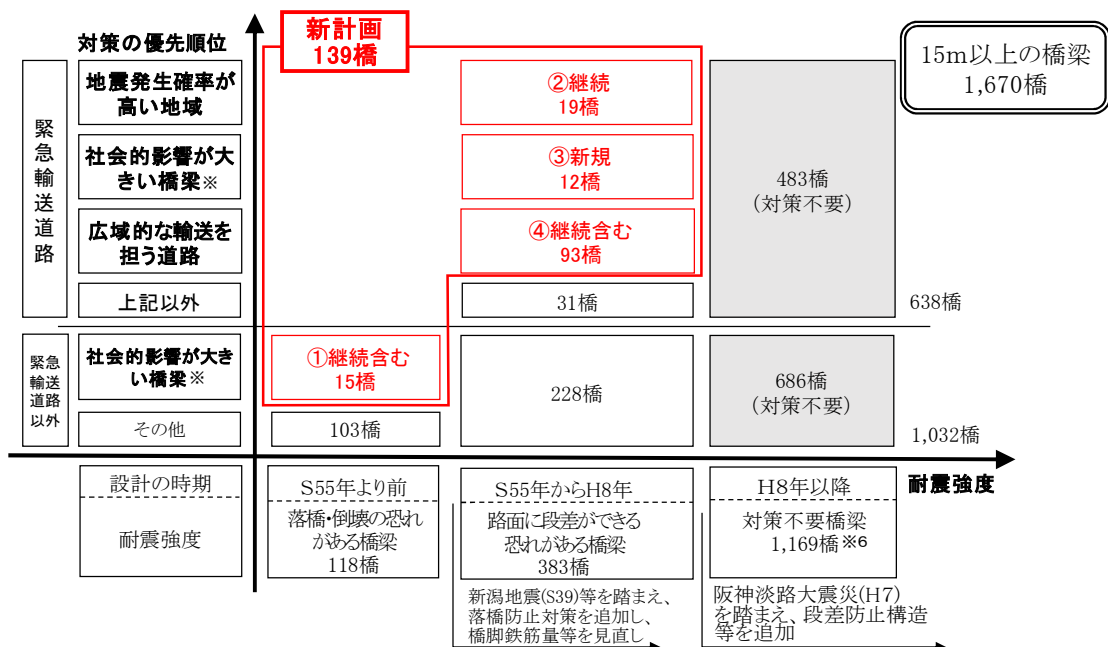 対策の優先順位
新計画
139橋
15m以上の橋梁
1,670橋
緊急輸送道路
地震発生確率が
高い地域
②継続
19橋
社会的影響が大
きい橋梁※
③新規
12橋
483橋
(対策不要)
広域的な輸送を
担う道路
④継続含む
93橋
上記以外
31橋
638橋
緊急
輸送
道路
以外
社会的影響が大き
い橋梁※
①継続含む
15橋
228橋
686橋
(対策不要)
その他
103橋
1,032橋
耐震強度
設計の時期
S55年より前
S55年からH8年
H8年以降
耐震強度
落橋・倒壊の恐れ
がある橋梁
118橋
路面に段差ができる
恐れがある橋梁
383橋
対策不要橋梁
1,169橋※6
新潟地震(S39)等を踏まえ、
落橋防止対策を追加し、
橋脚鉄筋量等を見直し
阪神淡路大震災(H7)
を踏まえ、段差防止構造
等を追加